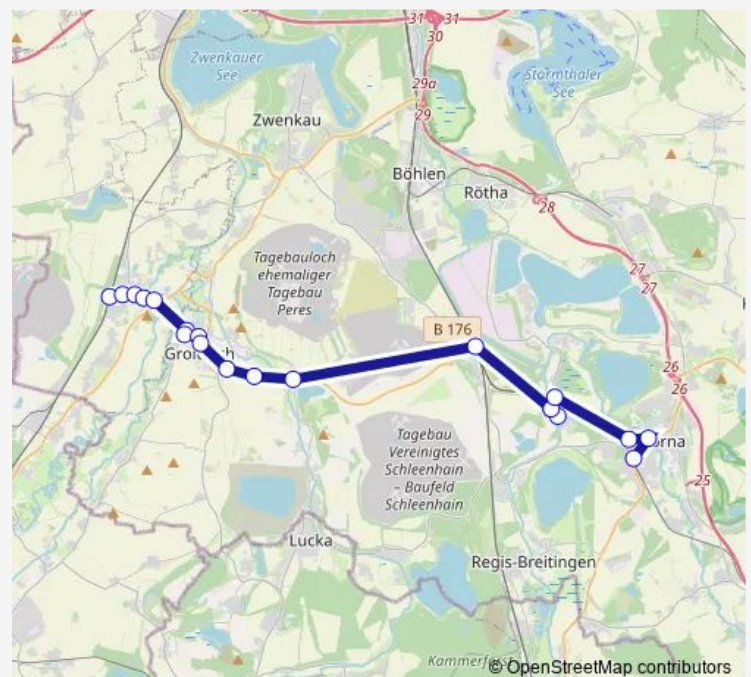 31
31
30
Zwenkauer
See
Störmthaler
See
29a
29
Zwenkau
Böhlen
Rötha
28
27
27
Tagebauloch
ehemaliger
Tagebau
Peres
B 176
26
26
Tagebau
Vereinigtes
Schleenhain
– Baufeld
Schleenhain
25
Lucka
Regis-Breitingen
© OpenStreetMap contributors